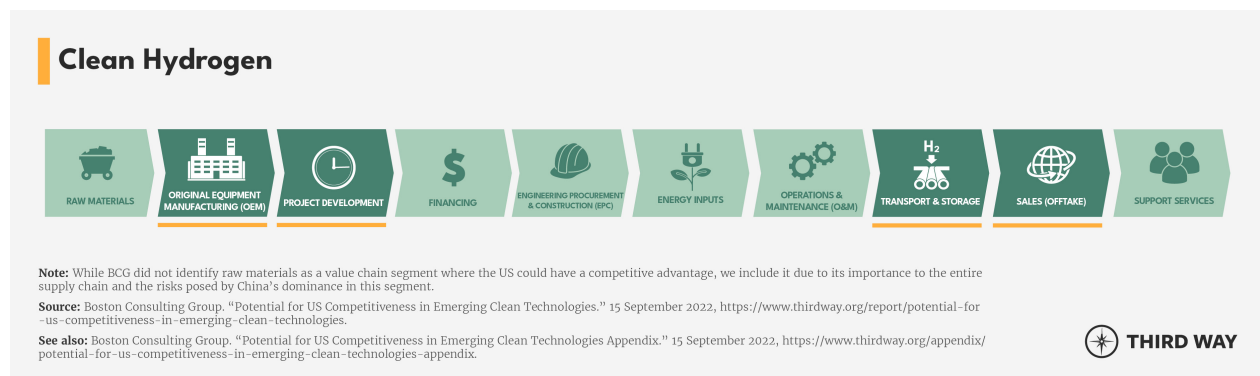 Clean Hydrogen
RAW MATERIALS
ORIGINAL EQUIPMENT
MANUFACTURING (OEM)
PROJECT DEVELOPMENT
FINANCING
ENGINEERING PROCUREMENT
& CONSTRUCTION (EPC)
ENERGY INPUTS
OPERATIONS &
MAINTENANCE (O&M)
H₂
TRANSPORT & STORAGE
SALES (OFFTAKE)
SUPPORT SERVICES
Note: While BCG did not identify raw materials as a value chain segment where the US could have a competitive advantage, we include it due to its importance to the entire
supply chain and the risks posed by China’s dominance in this segment.
Source: Boston Consulting Group. “Potential for US Competitiveness in Emerging Clean Technologies.” 15 September 2022, https://www.thirdway.org/report/potential-for
-us-competitiveness-in-emerging-clean-technologies.
See also: Boston Consulting Group. “Potential for US Competitiveness in Emerging Clean Technologies Appendix.” 15 September 2022, https://www.thirdway.org/appendix/
potential-for-us-competitiveness-in-emerging-clean-technologies-appendix.
THIRD WAY